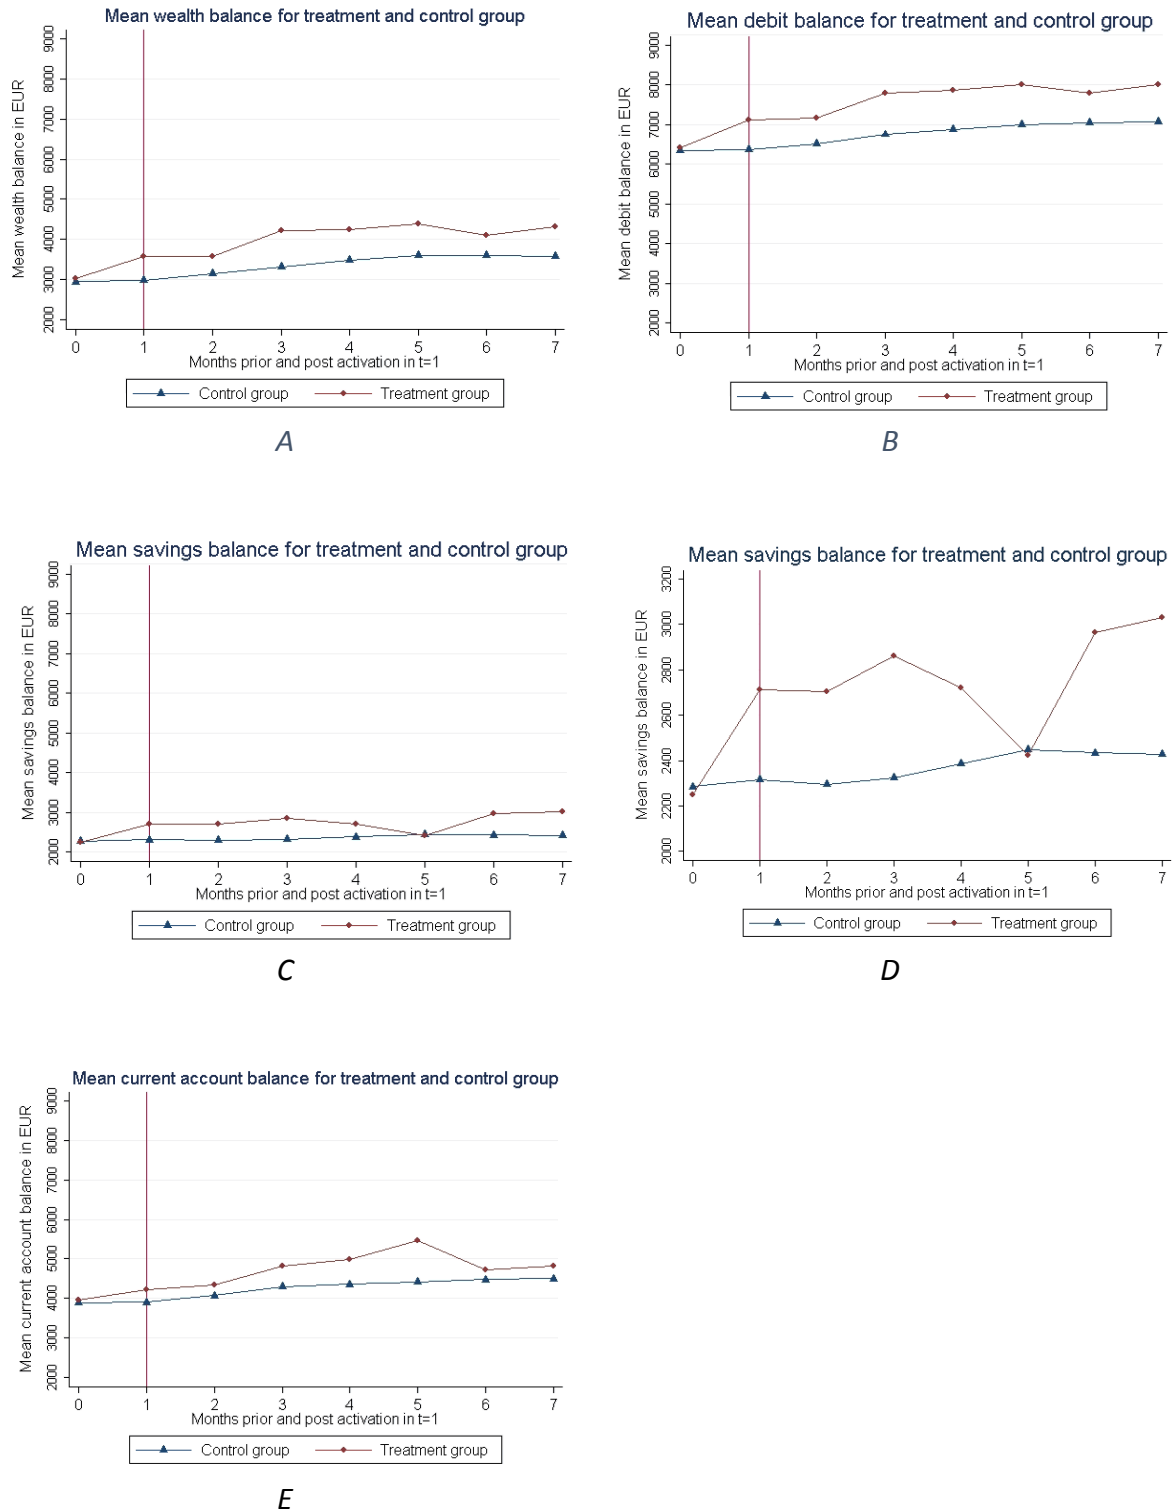 Mean wealth balance for treatment and control group
Mean wealth balance in EUR
9000
8000
7000
6000
5000
4000
3000
2000
0 1 2 3 4 5 6 7
Months prior and post activation in t=1
Control group Treatment group
A
Mean debit balance for treatment and control group
Mean debit balance in EUR
9000
8000
7000
6000
5000
4000
3000
2000
0 1 2 3 4 5 6 7
Months prior and post activation in t=1
Control group Treatment group
B
Mean savings balance for treatment and control group
Mean savings balance in EUR
9000
8000
7000
6000
5000
4000
3000
2000
0 1 2 3 4 5 6 7
Months prior and post activation in t=1
Control group Treatment group
C
Mean savings balance for treatment and control group
Mean savings balance in EUR
3200
3000
2800
2600
2400
2200
2000
0 1 2 3 4 5 6 7
Months prior and post activation in t=1
Control group Treatment group
D
Mean current account balance for treatment and control group
Mean current account balance in EUR
9000
8000
7000
6000
5000
4000
3000
2000
0 1 2 3 4 5 6 7
Months prior and post activation in t=1
Control group Treatment group
E